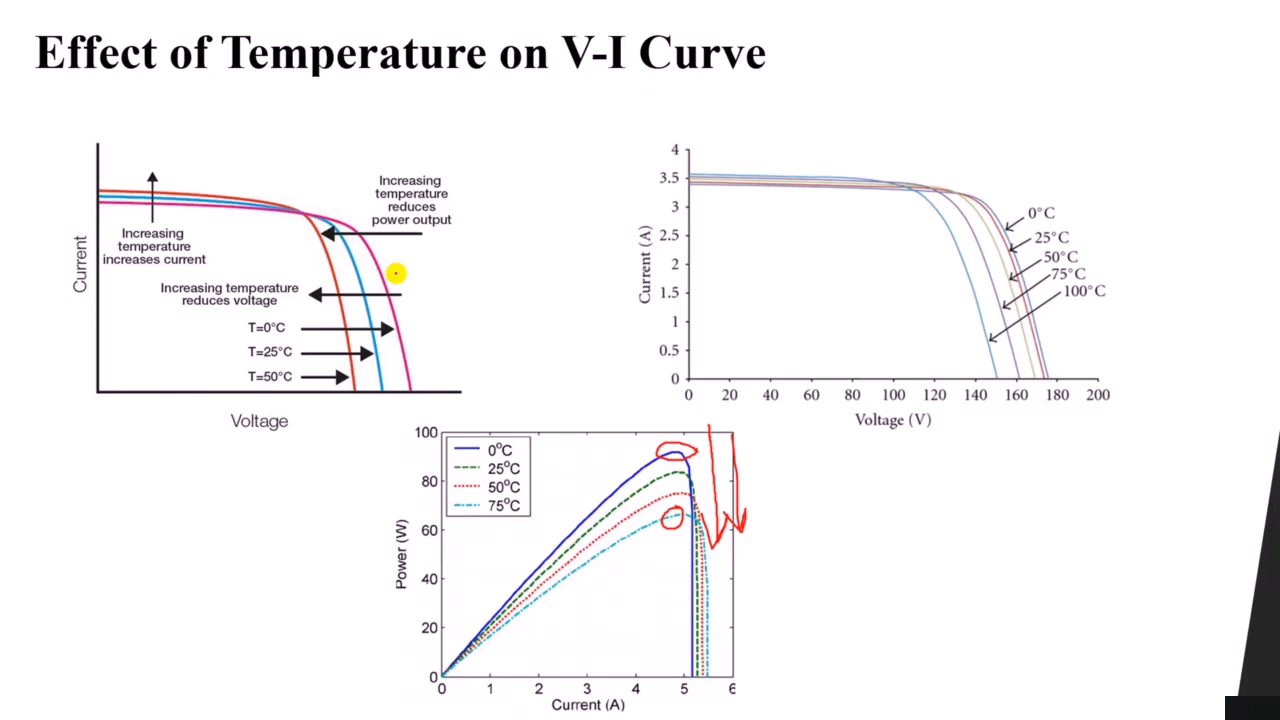 Effect of Temperature on V-I Curve
Increasing
temperature
reduces
power output
Increasing
temperature
increases current
Increasing temperature
reduces voltage
T=0°C
T=25°C
T=50°C
Current
Voltage
4
3.5
3
2.5
2
1.5
1
0.5
0
0°C
25°C
50°C
75°C
100°C
Current (A)
0 20 40 60 80 100 120 140 160 180 200
Voltage (V)
100
80
60
40
20
0
0°C
25°C
50°C
75°C
Power (W)
0 1 2 3 4 5 6
Current (A)